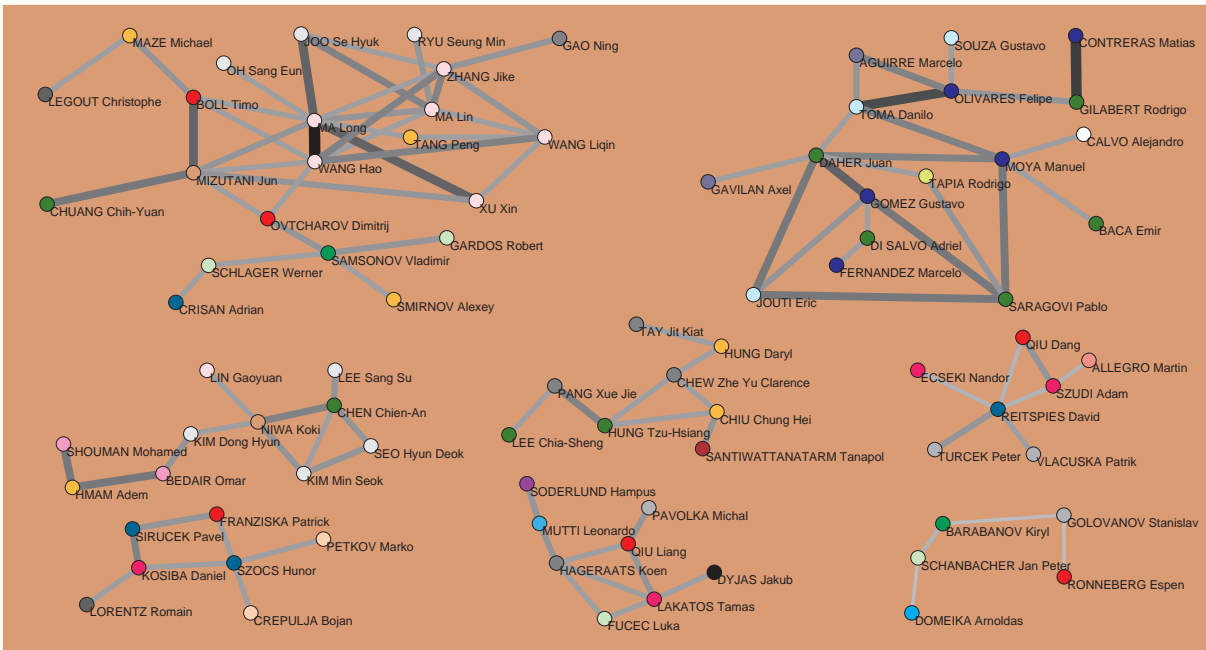 MAZE Michael
LEGOUT Christophe
OH Sang Eun
BOLL Timo
JOO Se Hyuk
RYU Seung Min
GAO Ning
ZHANG Jike
MA Long
MA Lin
TANG Peng
WANG Liqin
WANG Hao
MIZUTANI Jun
CHUANG Chih-Yuan
XU Xin
OVTCHAROV Dimitrij
GARDOS Robert
SAMSONOV Vladimir
SCHLAGER Werner
CRISAN Adrian
SMIRNOV Alexey
SOUZA Gustavo
CONTRERAS Matias
AGUIRRE Marcelo
OLIVARES Felipe
TOMA Danilo
GILABERT Rodrigo
CALVO Alejandro
DAHER Juan
MOYA Manuel
GAVILAN Axel
TAPIA Rodrigo
GOMEZ Gustavo
BACA Emir
DI SALVO Adriel
FERNANDEZ Marcelo
JOUTI Eric
SARAGOVI Pablo
LIN Gaoyuan
LEE Sang Su
CHEN Chien-An
NIWA Koki
KIM Dong Hyun
SHOUMAN Mohamed
SEO Hyun Deok
BEDAIR Omar
KIM Min Seok
HMAM Adem
TAY Jit Kiat
HUNG Daryl
CHEW Zhe Yu Clarence
PANG Xue Jie
CHIU Chung Hei
HUNG Tzu-Hsiang
LEE Chia-Sheng
SANTIWATTANATARM Tanapol
QIU Dang
ALLEGRO Martin
ECSEKI Nandor
SZUDI Adam
REITSPIES David
TURCEK Peter
VLACUSKA Patrik
FRANZISKA Patrick
SIRUCEK Pavel
PETKOV Marko
KOSIBA Daniel
SZOCS Hunor
LORENTZ Romain
CREPULJA Bojan
SODERLUND Hampus
PAVOLKA Michal
MUTTI Leonardo
QIU Liang
HAGERAATS Koen
DYJAS Jakub
LAKATOS Tamas
FUCEC Luka
GOLOVANOV Stanislav
BARABANOV Kiryl
SCHANBACHER Jan Peter
RONNEBERG Espen
DOMEIKA Arnoldas